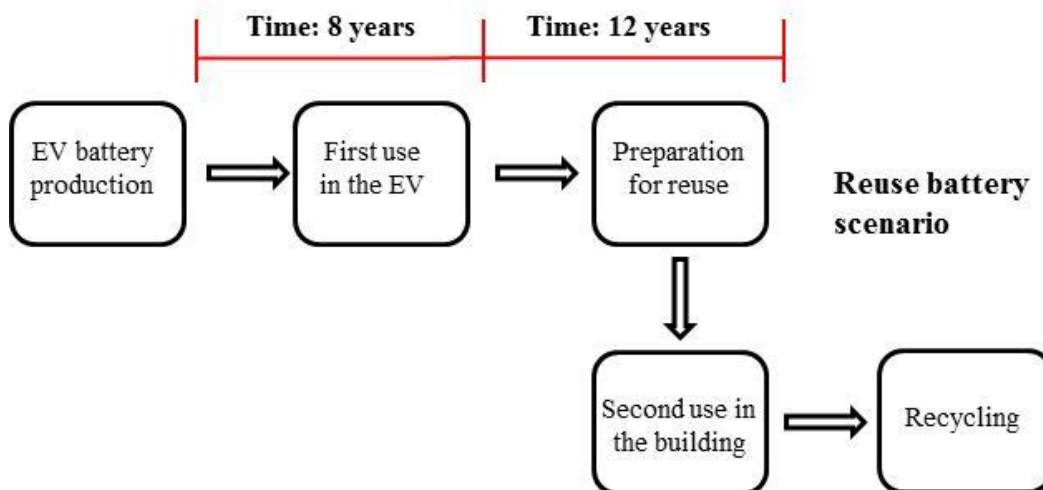 Time: 8 years
Time: 12 years
EV battery
production
First use
in the EV
Preparation
for reuse
Reuse battery
scenario
Second use in
the building
Recycling